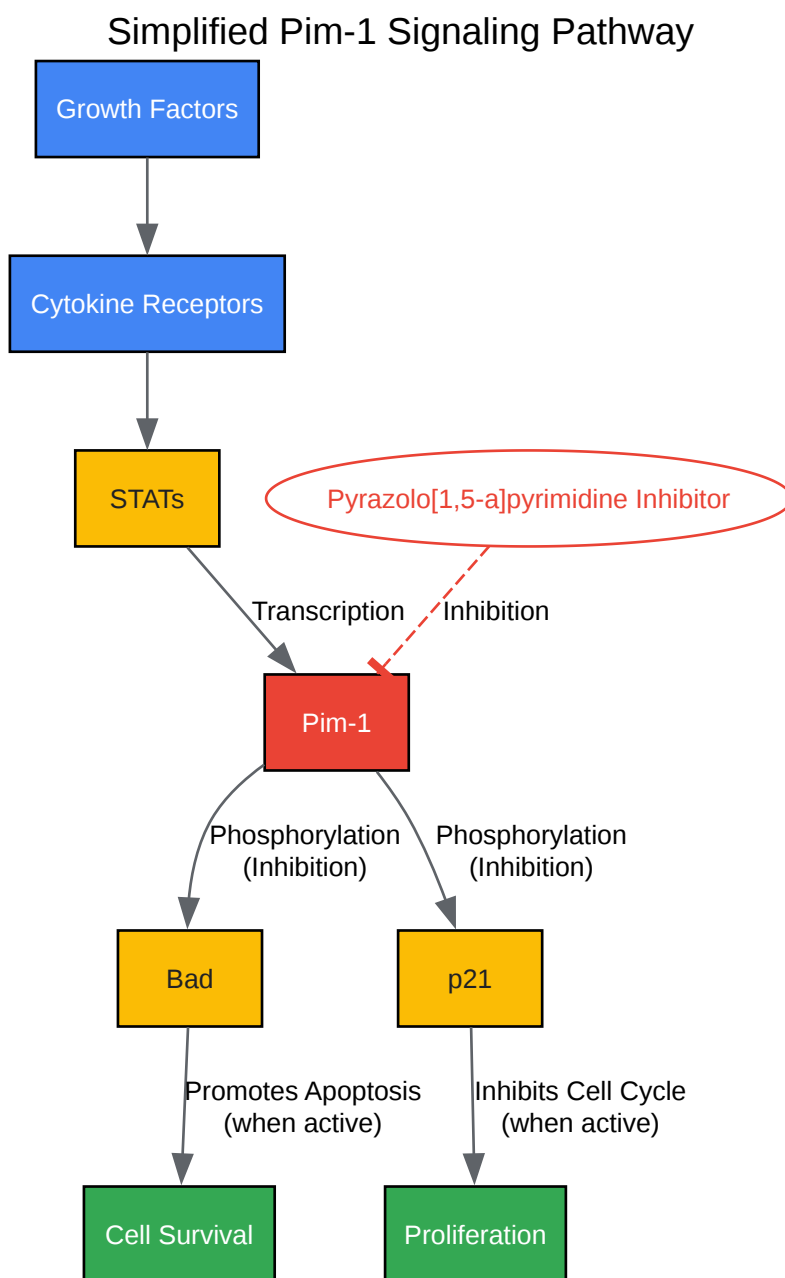 Simplified Pim-1 Signaling Pathway
Growth Factors
Cytokine Receptors
STATs
Pyrazolo[1,5-a]pyrimidine Inhibitor
Transcription
Inhibition
Pim-1
Phosphorylation
(Inhibition)
Phosphorylation
(Inhibition)
Bad
p21
Promotes Apoptosis
(when active)
Inhibits Cell Cycle
(when active)
Cell Survival
Proliferation